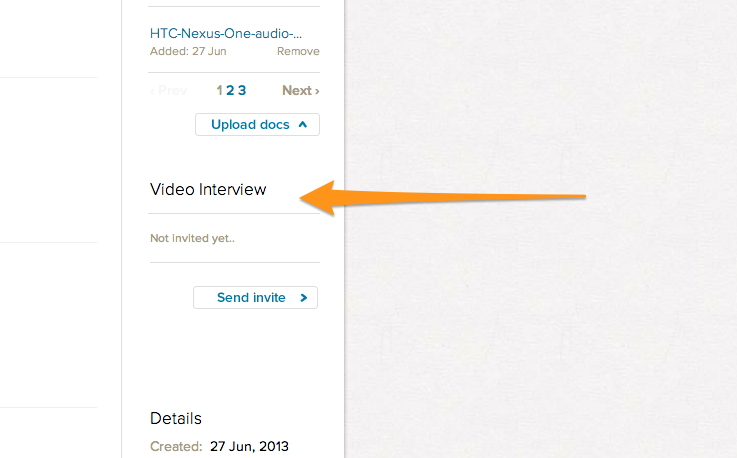 HTC-Nexus-One-audio-...
Added: 27 Jun Remove
‹ Prev 1 2 3 Next ›
Upload docs
Video Interview
Not invited yet..
Send invite
Details
Created: 27 Jun, 2013